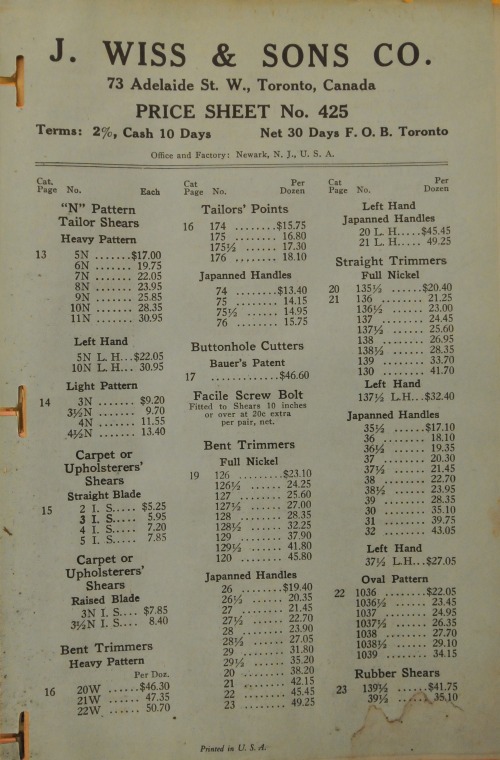 J. WISS & SONS CO.
73 Adelaide St. W., Toronto, Canada
PRICE SHEET No. 425
Terms: 2%, Cash 10 Days Net 30 Days F. O. B. Toronto
Office and Factory: Newark, N. J., U. S. A.
Cat. Page No. Each
"N" Pattern
Tailor Shears
Heavy Pattern
13 5N .......$17.00
6N ....... 19.75
7N ....... 22.05
8N ....... 23.95
9N ....... 25.85
10N ....... 28.35
11N ....... 30.95
Left Hand
5N L. H...$22.05
10N L. H... 30.95
Light Pattern
14 3N ....... $9.20
3½N ....... 9.70
4N ....... 11.55
4½N ....... 13.40
Carpet or
Upholsterers'
Shears
Straight Blade
15 2 I. S..... $5.25
3 I. S..... 5.95
4 I. S..... 7.20
5 I. S..... 7.85
Carpet or
Upholsterers'
Shears
Raised Blade
3N I. S.... $7.85
3½N I. S.... 8.40
Bent Trimmers
Heavy Pattern
Per Doz.
16 20W ......$46.30
21W ...... 47.35
22W ...... 50.70
Cat Page No. Per Dozen
Tailors' Points
16 174 ........$15.75
175 ........ 16.80
175½ ...... 17.30
176 ........ 18.10
Japanned Handles
74 ........$13.40
75 ........ 14.15
75½ ...... 14.95
76 ........ 15.75
Buttonhole Cutters
Bauer's Patent
17 .............$46.60
Facile Screw Bolt
Fitted to Shears 10 inches
or over at 20c extra
per pair, net.
Bent Trimmers
Full Nickel
19 126 ........$23.10
126½ ...... 24.25
127 ........ 25.60
127½ ...... 27.00
128 ........ 28.35
128½ ...... 32.25
129 ........ 37.90
129½ ...... 41.80
120 ........ 45.80
Japanned Handles
26 ........$19.40
26½ ...... 20.35
27 ........ 21.45
27½ ...... 22.70
28 ........ 23.90
28½ ...... 27.05
29 ........ 31.80
29½ ...... 35.20
20 ........ 38.20
21 ........ 42.15
22 ........ 45.45
23 ........ 49.25
Cat Page No. Per Dozen
Left Hand
Japanned Handles
20 L. H.....$45.45
21 L. H..... 49.25
Straight Trimmers
Full Nickel
20 135½ ......$20.40
21 136 ........ 21.25
136½ ...... 23.00
137 ........ 24.45
137½ ...... 25.60
138 ........ 26.95
138½ ...... 28.35
139 ........ 33.70
130 ........ 41.70
Left Hand
137½ L.H...$32.40
Japanned Handles
35½ ......$17.10
36 ........ 18.10
36½ ...... 19.35
37 ........ 20.30
37½ ...... 21.45
38 ........ 22.70
38½ ...... 23.95
39 ........ 28.35
30 ........ 35.10
31 ........ 39.75
32 ........ 43.05
Left Hand
37½ L.H...$27.05
Oval Pattern
22 1036 ......$22.05
1036½ ...... 23.45
1037 ...... 24.95
1037½ ...... 26.35
1038 ...... 27.70
1038½ ...... 29.10
1039 ...... 34.15
Rubber Shears
23 139½ ......$41.75
39½ ...... 35.10
Printed in U. S. A.